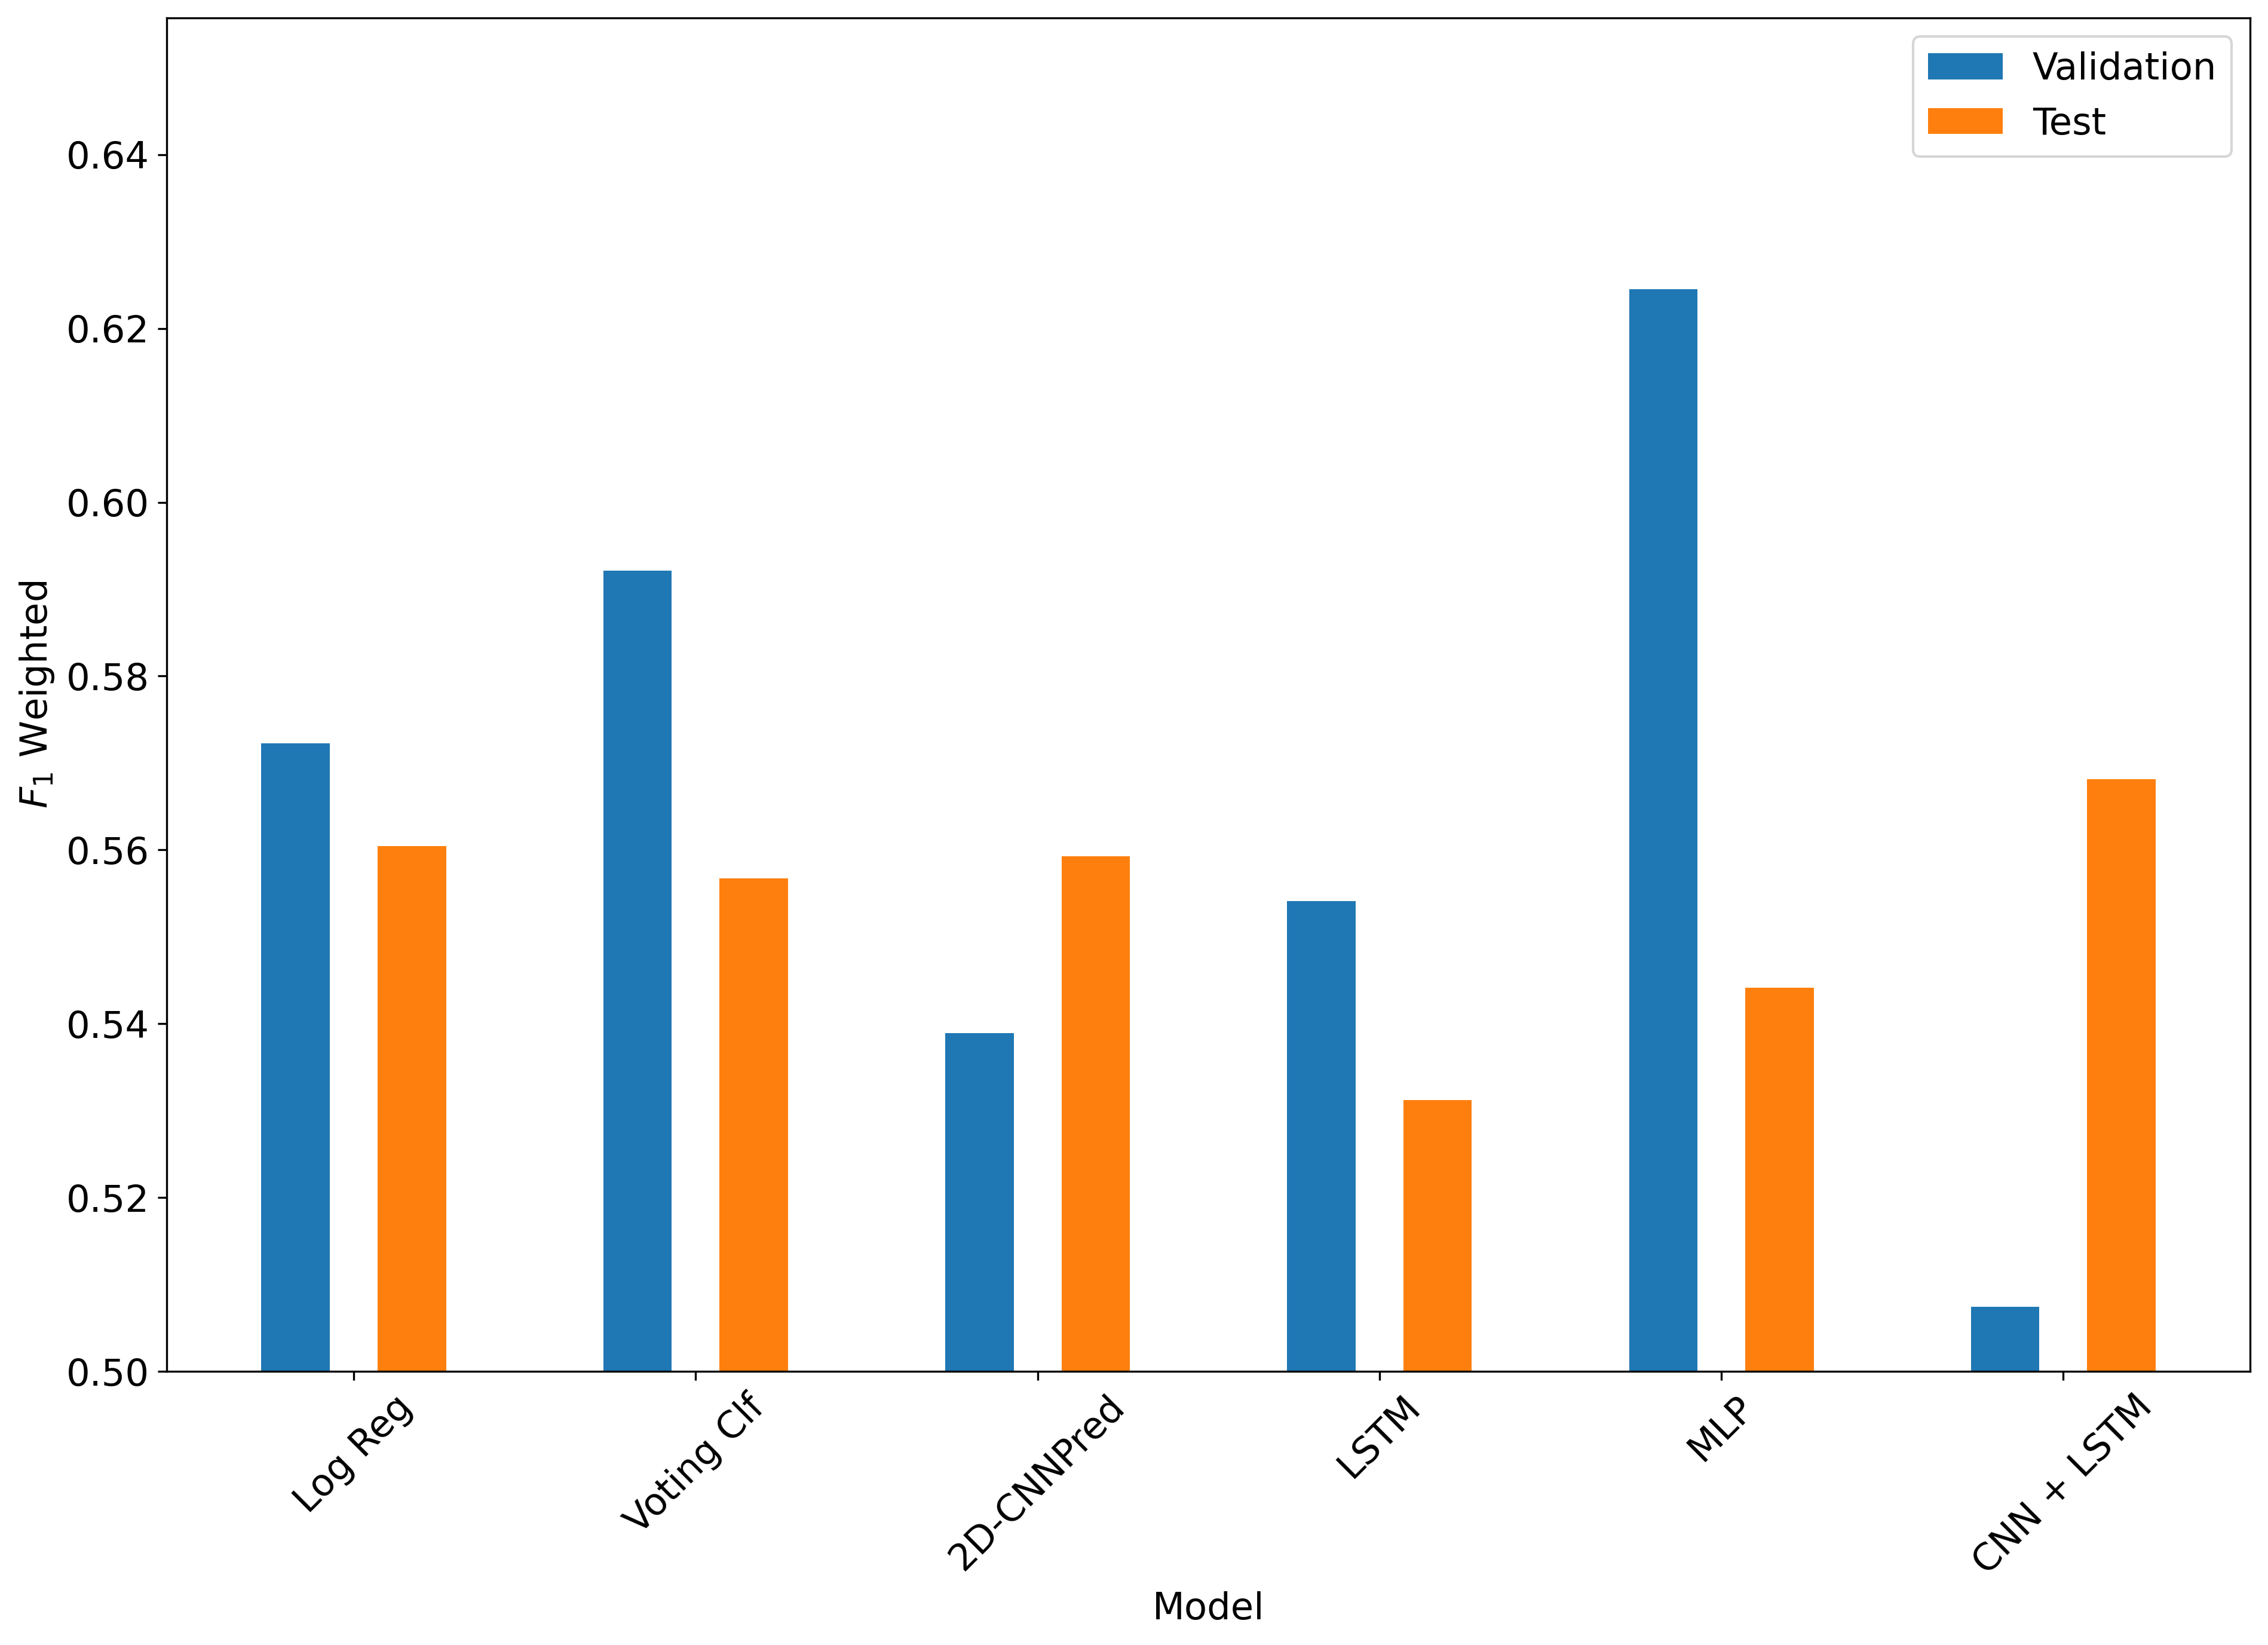 Validation
Test
0.64
0.62
0.60
0.58
0.56
0.54
0.52
0.50
F1 Weighted
Log Reg
Voting Clf
2D-CNNPred
LSTM
MLP
CNN + LSTM
Model